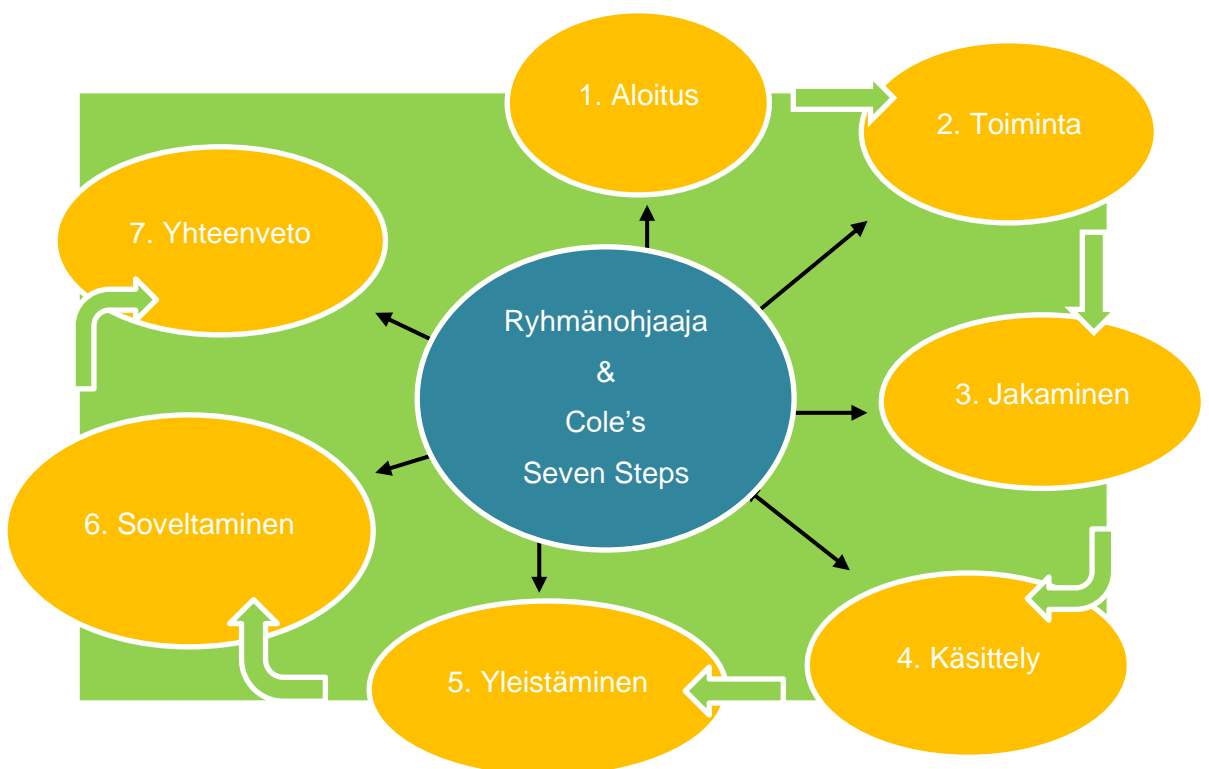 1. Aloitus
2. Toiminta
3. Jakaminen
4. Käsittely
5. Yleistäminen
6. Soveltaminen
7. Yhteenveto
Ryhmänohjaaja
&
Cole's
Seven Steps